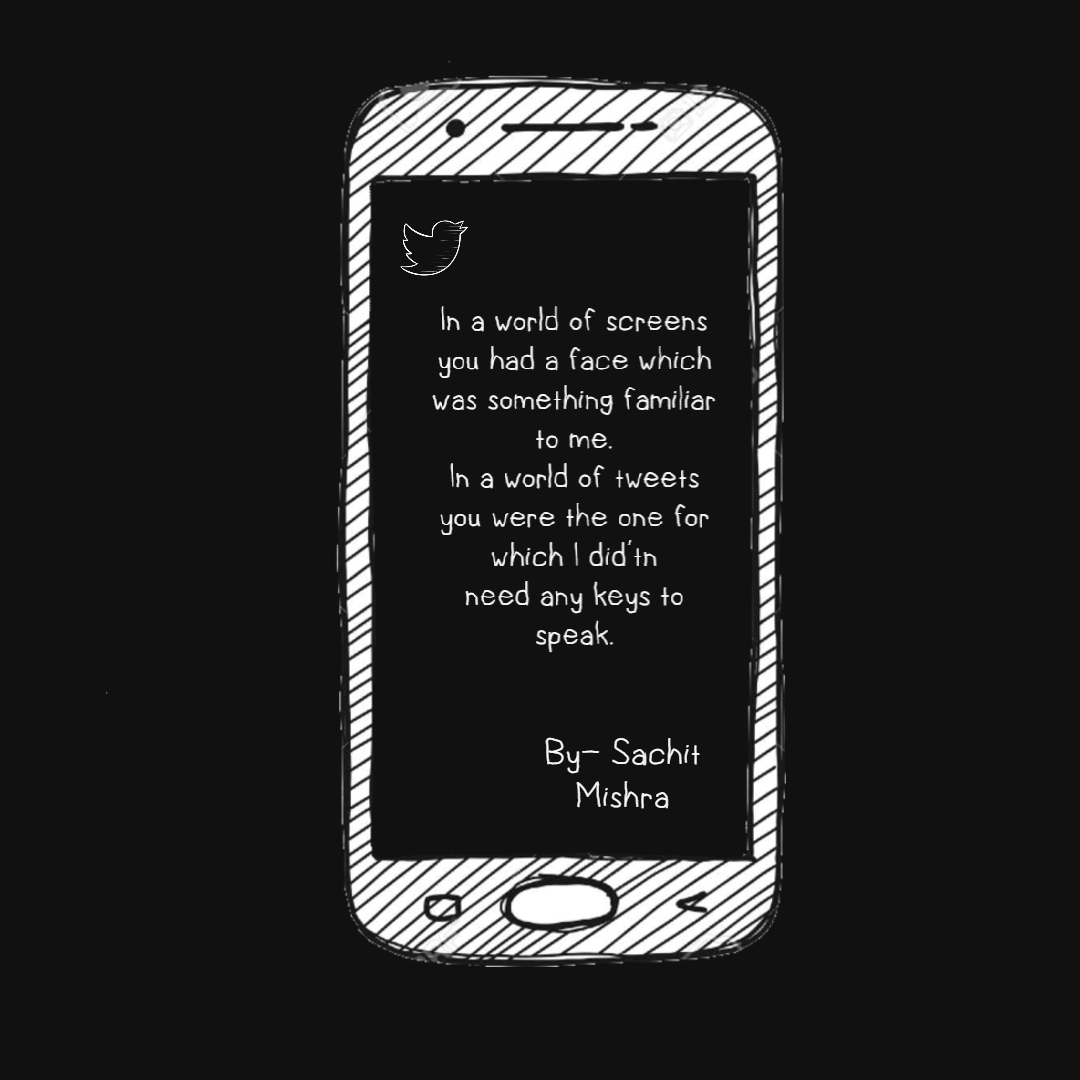 In a world of screens
you had a face which
was something familiar
to me.
In a world of tweets
you were the one for
which I did'tn
need any keys to
speak.
By- Sachit
Mishra